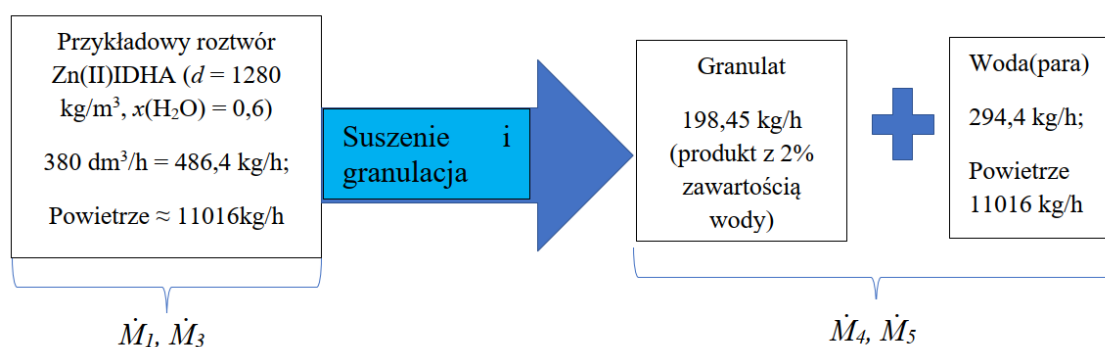 Przykładowy roztwór
Zn(II)IDHA (d = 1280
kg/m³, x(H₂O) = 0,6)
380 dm³/h = 486,4 kg/h;
Powietrze ≈ 11016kg/h
Suszenie i
granulacja
Granulat
198,45 kg/h
(produkt z 2%
zawartością
wody)
Woda(para)
294,4 kg/h;
Powietrze
11016 kg/h
Ṁ₁, Ṁ₃
Ṁ₄, Ṁ₅